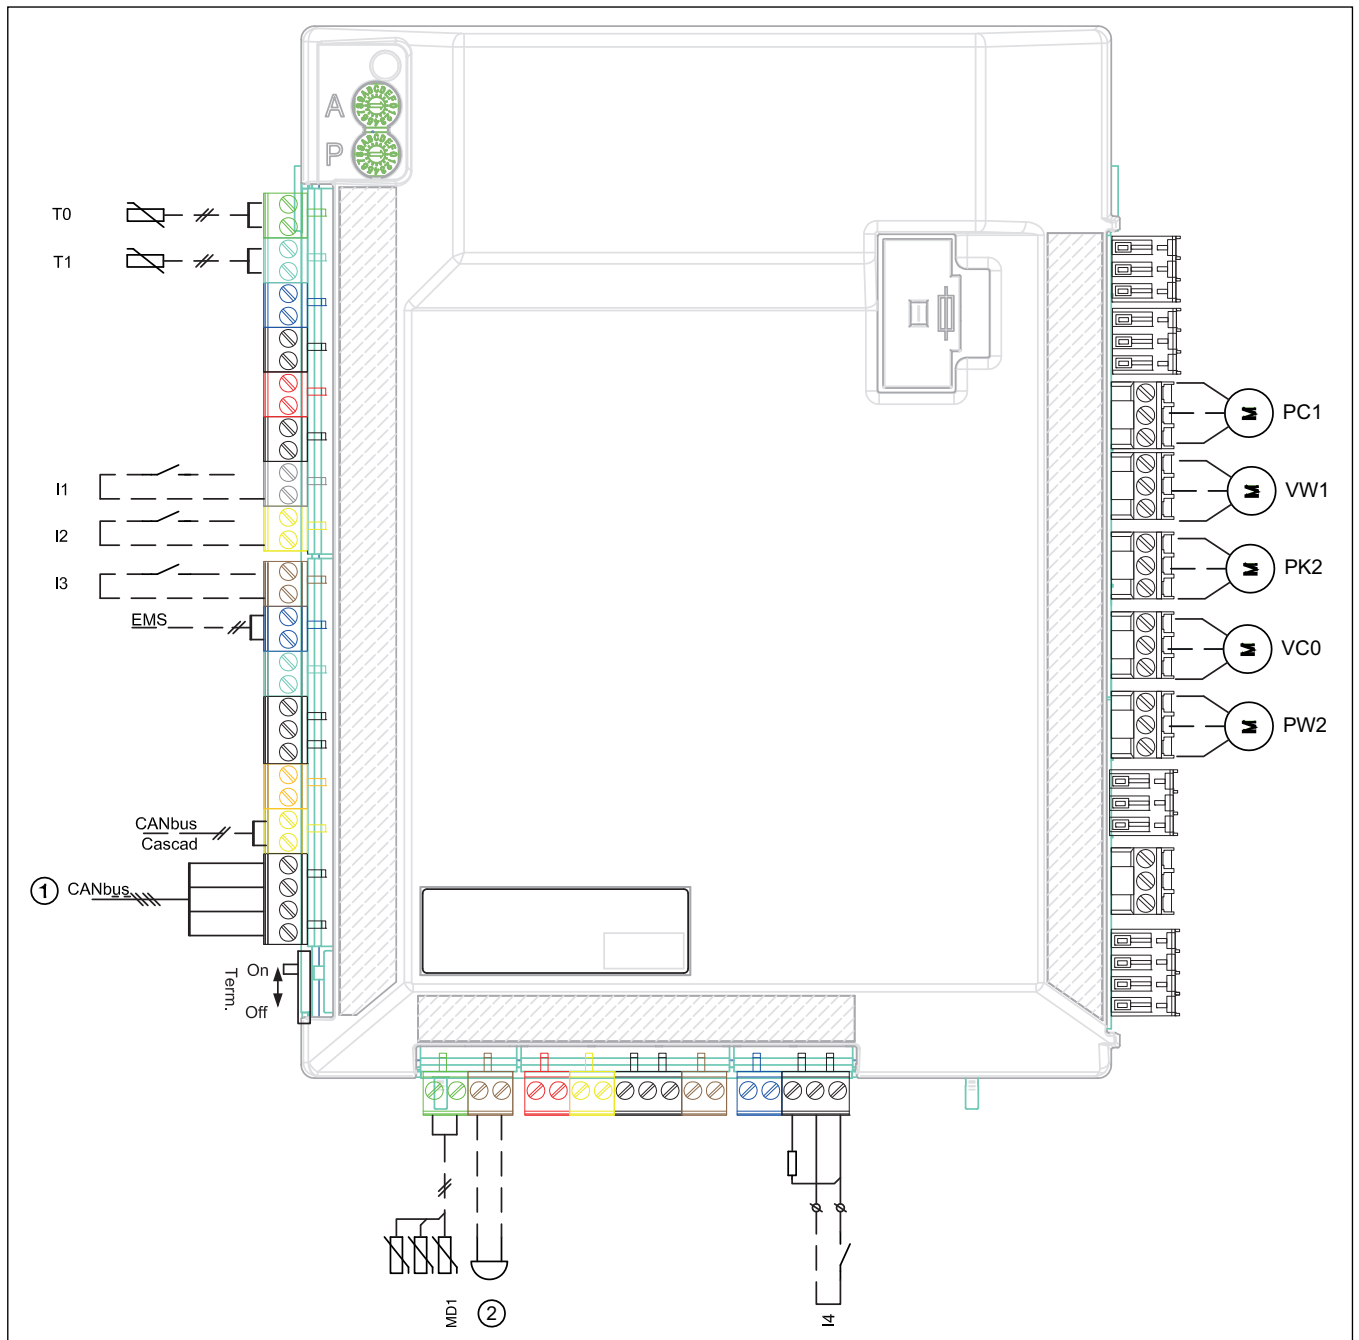 A
P
T0
T1
I1
I2
I3
EMS
CANbus
Cascad
1 CANbus
Term.
On
Off
M PC1
M VW1
M PK2
M VC0
M PW2
MD1
2
I4